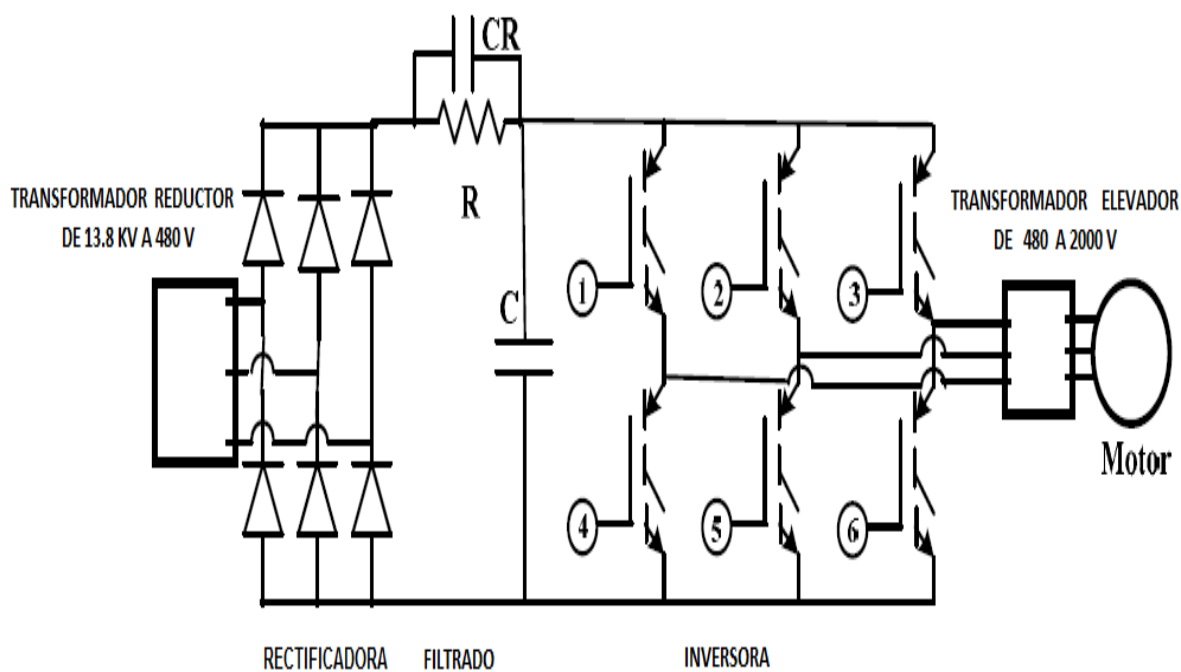 CR
R
TRANSFORMADOR REDUCTOR
DE 13.8 KV A 480 V
TRANSFORMADOR ELEVADOR
DE 480 A 2000 V
1
2
3
C
4
5
6
Motor
RECTIFICADORA
FILTRADO
INVERSORA